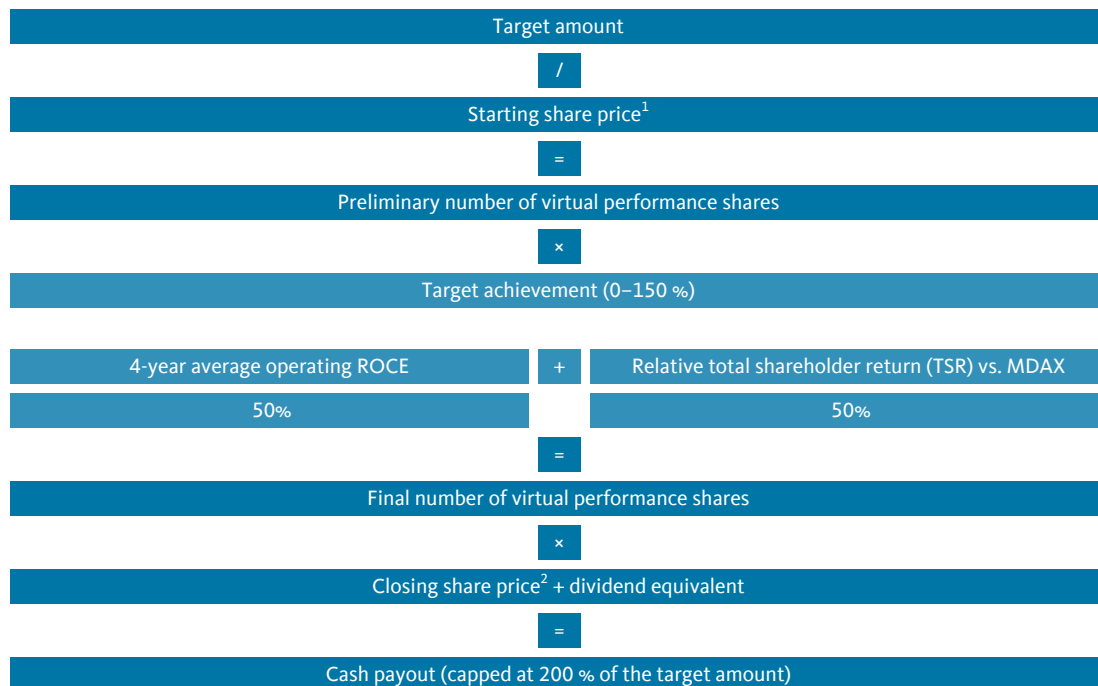 Target amount
/
Starting share price¹
=
Preliminary number of virtual performance shares
×
Target achievement (0–150 %)
4-year average operating ROCE + Relative total shareholder return (TSR) vs. MDAX
50% 50%
=
Final number of virtual performance shares
×
Closing share price² + dividend equivalent
=
Cash payout (capped at 200 % of the target amount)